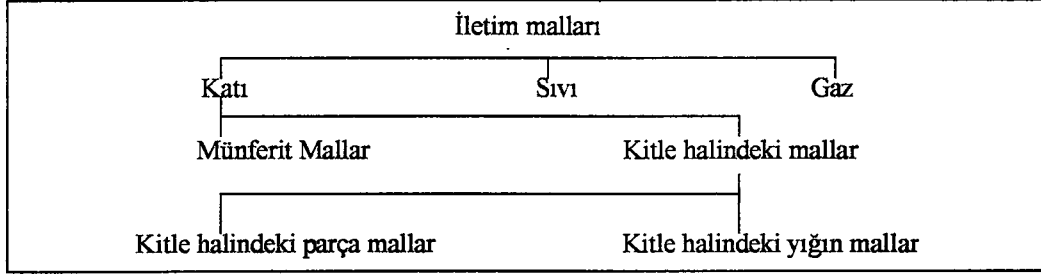 İletim malları
Katı Sıvı Gaz
Münferit Mallar Kitle halindeki mallar
Kitle halindeki parça mallar Kitle halindeki yığın mallar